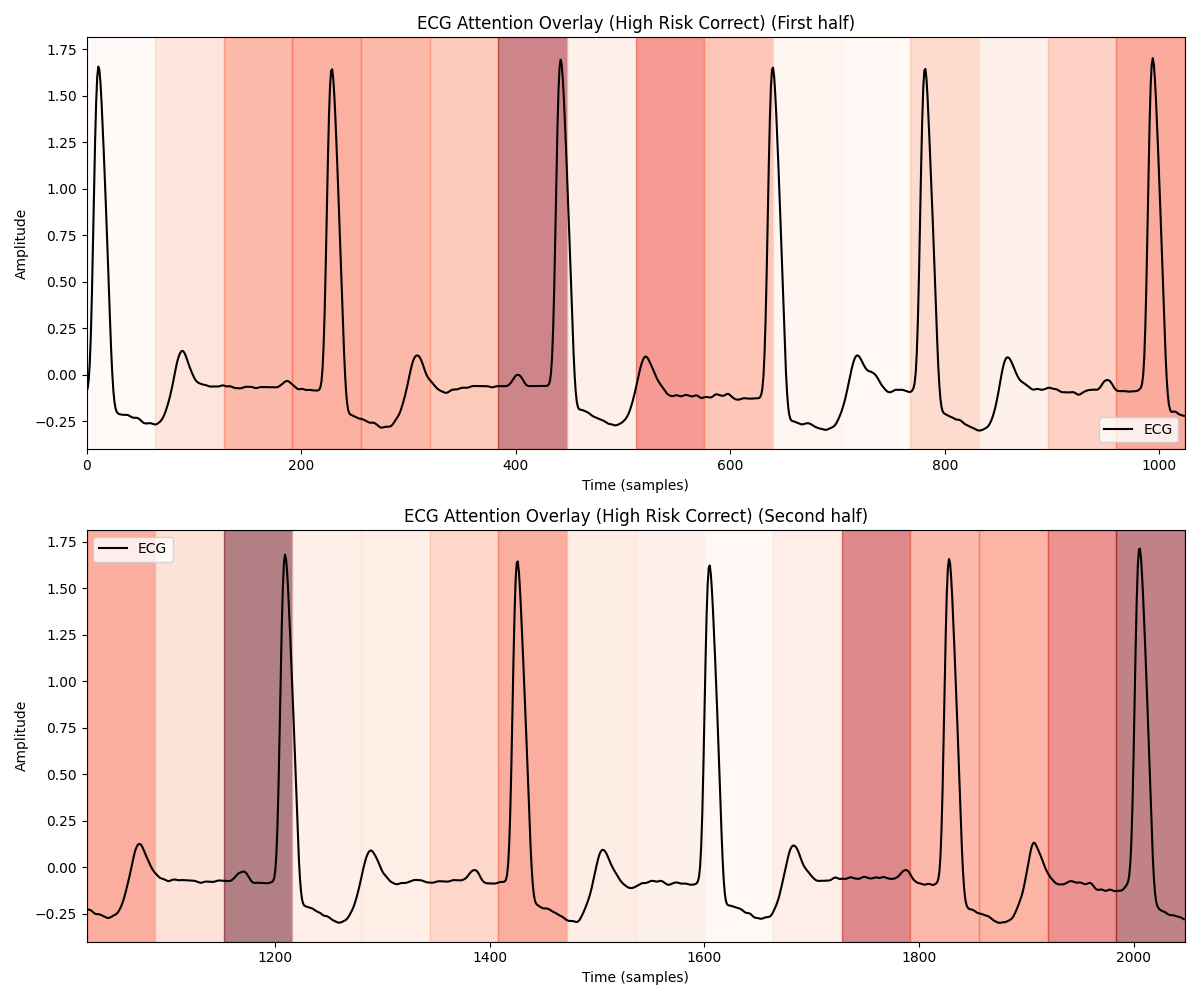 ECG Attention Overlay (High Risk Correct) (First half)
1.75
1.50
1.25
1.00
0.75
0.50
0.25
0.00
−0.25
Amplitude
ECG
0 200 400 600 800 1000
Time (samples)
ECG Attention Overlay (High Risk Correct) (Second half)
ECG
1.75
1.50
1.25
1.00
0.75
0.50
0.25
0.00
−0.25
Amplitude
1200 1400 1600 1800 2000
Time (samples)